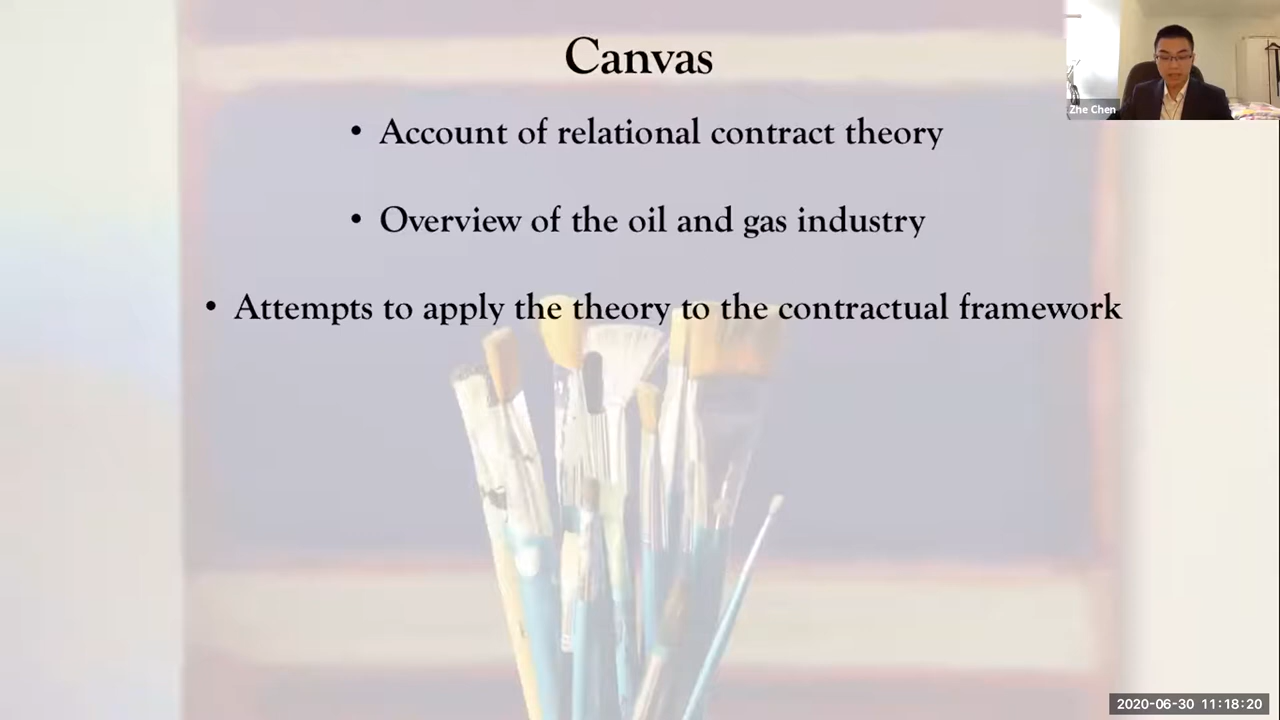 Canvas
• Account of relational contract theory
Zhe Chen
• Overview of the oil and gas industry
• Attempts to apply the theory to the contractual framework
2020-06-30 11:18:20